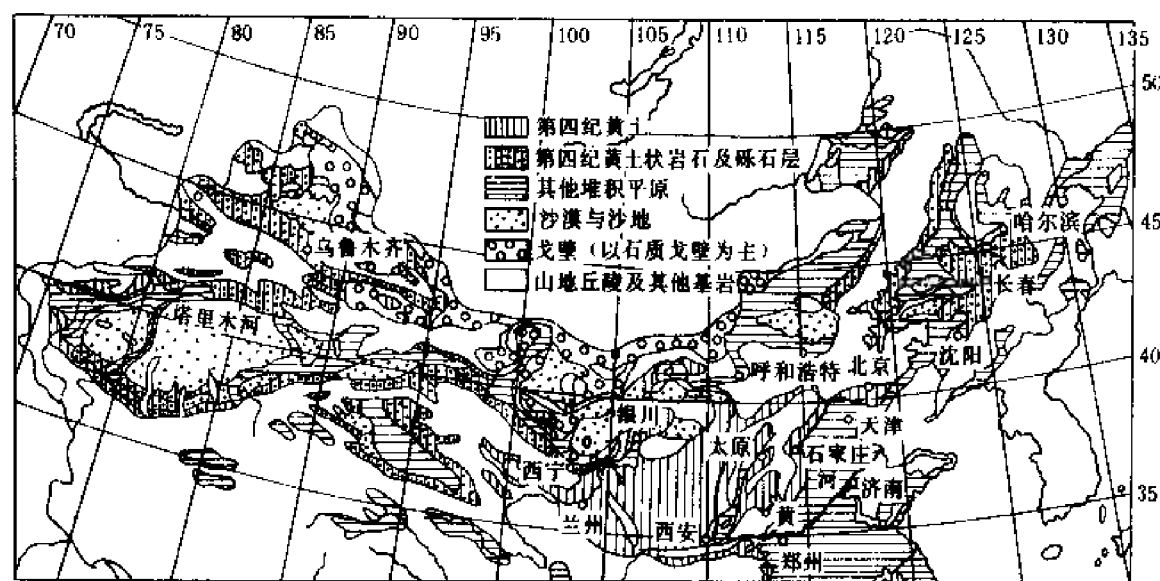 70 75 80 85 90 95 100 105 110 115 120 125 130 135
50
第四纪黄土
第四纪黄土状岩石及砾石层
其他堆积平原
沙漠与沙地
戈壁（以石质戈壁为主）
山地丘陵及其他基岩
45
哈尔滨
乌鲁木齐
长春
塔里木河
40
沈阳
北京
呼和浩特
银川
天津
太原
石家庄
西宁
河
济南
35
兰州
西安
黄
郑州